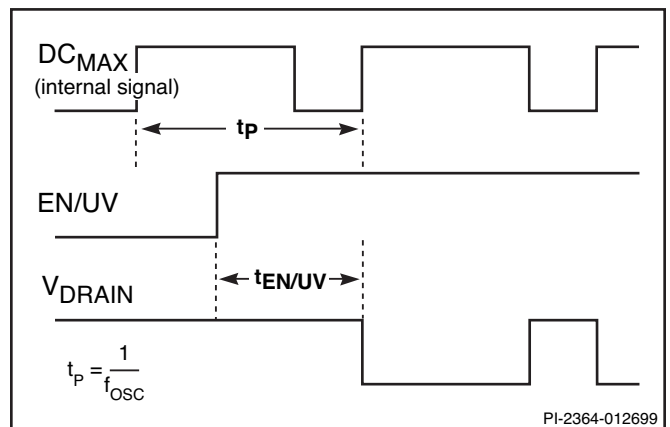 DCMAX
(internal signal)
tP
EN/UV
tEN/UV
VDRAIN
tP = 1
fOSC
PI-2364-012699